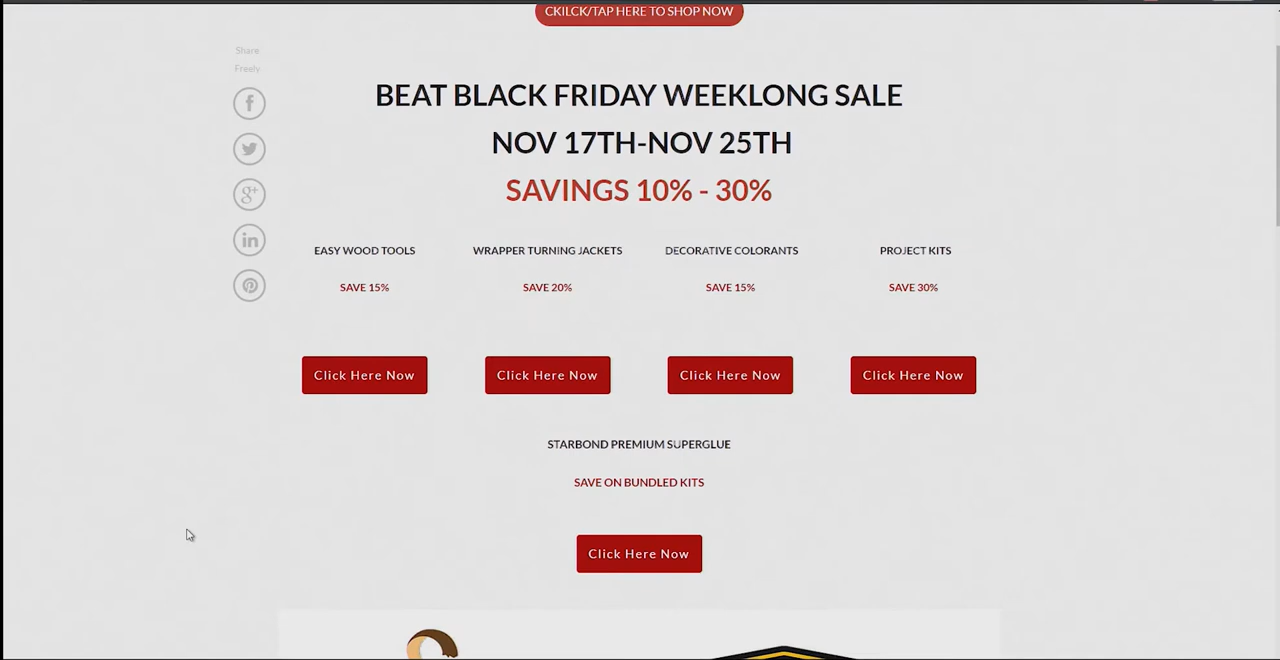 CKILCK/TAP HERE TO SHOP NOW
Share
Freely
BEAT BLACK FRIDAY WEEKLONG SALE
NOV 17TH-NOV 25TH
SAVINGS 10% - 30%
EASY WOOD TOOLS
SAVE 15%
Click Here Now
WRAPPER TURNING JACKETS
SAVE 20%
Click Here Now
DECORATIVE COLORANTS
SAVE 15%
Click Here Now
PROJECT KITS
SAVE 30%
Click Here Now
STARBOND PREMIUM SUPERGLUE
SAVE ON BUNDLED KITS
Click Here Now